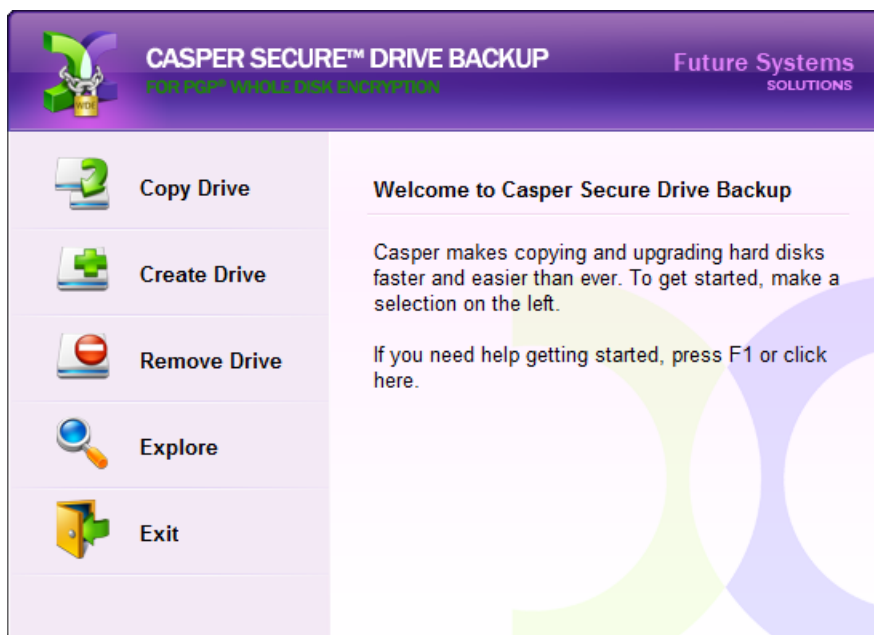 CASPER SECURE™ DRIVE BACKUP
FOR PGP® WHOLE DISK ENCRYPTION
Future Systems
SOLUTIONS
WDE
Copy Drive
Create Drive
Remove Drive
Explore
Exit
Welcome to Casper Secure Drive Backup
Casper makes copying and upgrading hard disks
faster and easier than ever. To get started, make a
selection on the left.
If you need help getting started, press F1 or click
here.